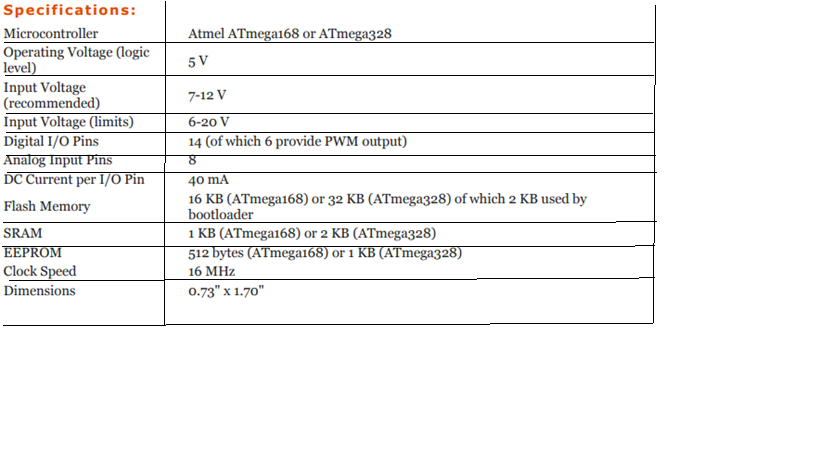 Specifications:
Microcontroller Atmel ATmega168 or ATmega328
Operating Voltage (logic
level) 5 V
Input Voltage
(recommended) 7-12 V
Input Voltage (limits) 6-20 V
Digital I/O Pins 14 (of which 6 provide PWM output)
Analog Input Pins 8
DC Current per I/O Pin 40 mA
Flash Memory 16 KB (ATmega168) or 32 KB (ATmega328) of which 2 KB used by
bootloader
SRAM 1 KB (ATmega168) or 2 KB (ATmega328)
EEPROM 512 bytes (ATmega168) or 1 KB (ATmega328)
Clock Speed 16 MHz
Dimensions 0.73" x 1.70"